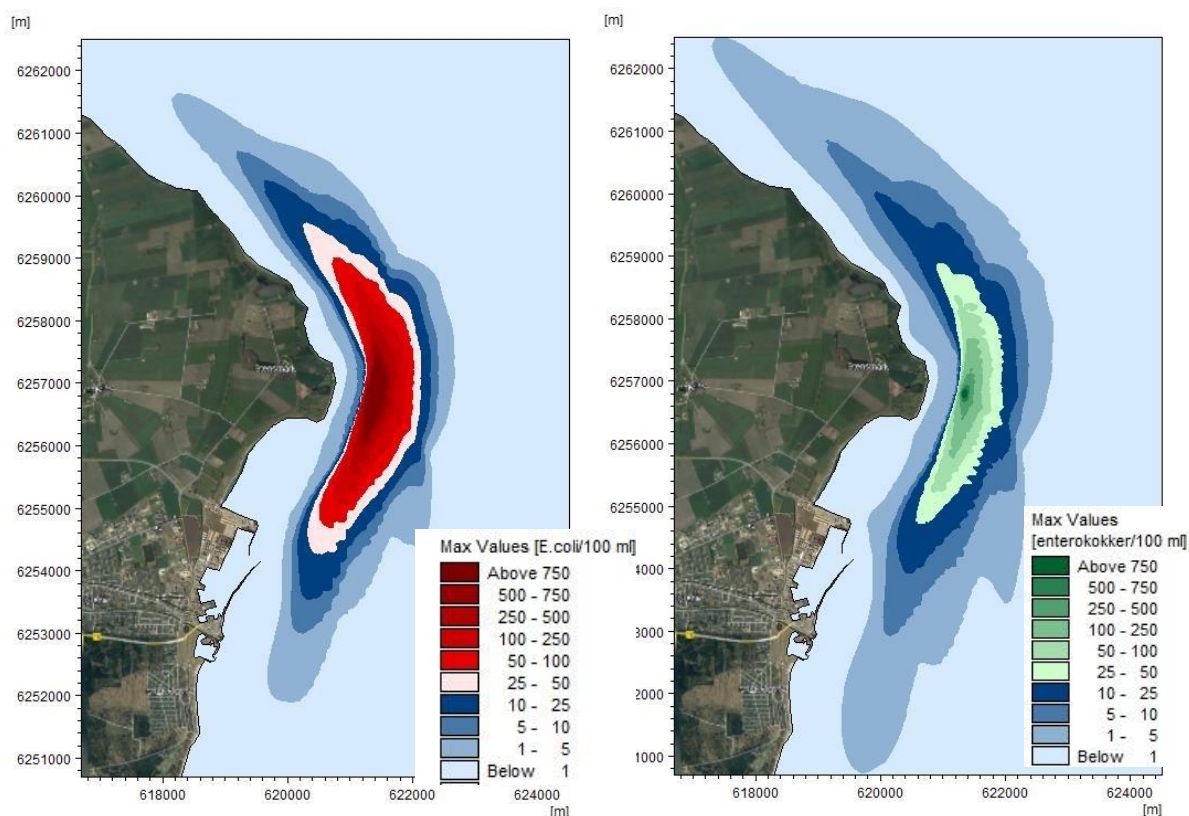 [m]
6262000
6261000
6260000
6259000
6258000
6257000
6256000
6255000
6254000
6253000
6252000
6251000
618000
620000
622000
624000
[m]
Max Values [E.coli/100 ml]
Above 750
500 - 750
250 - 500
100 - 250
50 - 100
25 - 50
10 - 25
5 - 10
1 - 5
Below 1
[m]
6262000
6261000
6260000
6259000
6258000
6257000
6256000
6255000
4000
3000
2000
1000
618000
620000
622000
624000
[m]
Max Values
[enterokokker/100 ml]
Above 750
500 - 750
250 - 500
100 - 250
50 - 100
25 - 50
10 - 25
5 - 10
1 - 5
Below 1